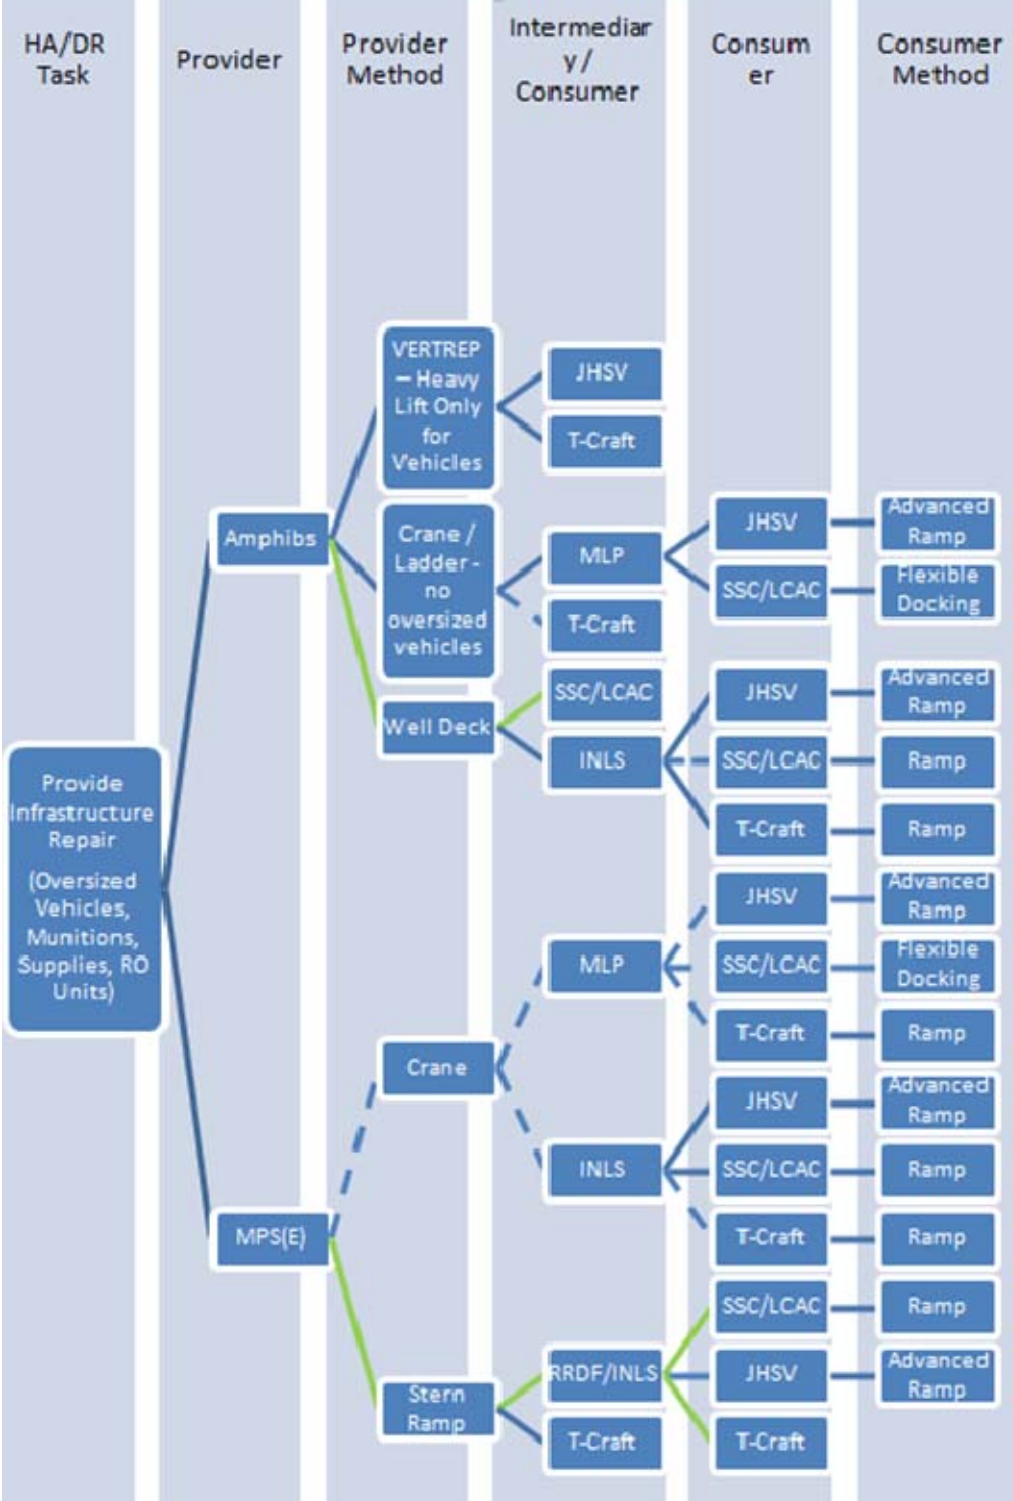 HA/DR
Task
Provider
Provider
Method
Intermediar
y/
Consumer
Consum
er
Consumer
Method
VERTREP
– Heavy
Lift Only
for
Vehicles
JHSV
T-Craft
Amphibs
Crane /
Ladder -
no
oversized
vehicles
MLP
T-Craft
JHSV
Advanced
Ramp
SSC/LCAC
Flexible
Docking
Well Deck
SSC/LCAC
INLS
JHSV
Advanced
Ramp
SSC/LCAC
Ramp
T-Craft
Ramp
Provide
Infrastructure
Repair
(Oversized
Vehicles,
Munitions,
Supplies, RO
Units)
MLP
JHSV
Advanced
Ramp
SSC/LCAC
Flexible
Docking
T-Craft
Ramp
Crane
INLS
JHSV
Advanced
Ramp
SSC/LCAC
Ramp
T-Craft
Ramp
MPS(E)
Stern
Ramp
RRDF/INLS
T-Craft
SSC/LCAC
Ramp
JHSV
Advanced
Ramp
T-Craft